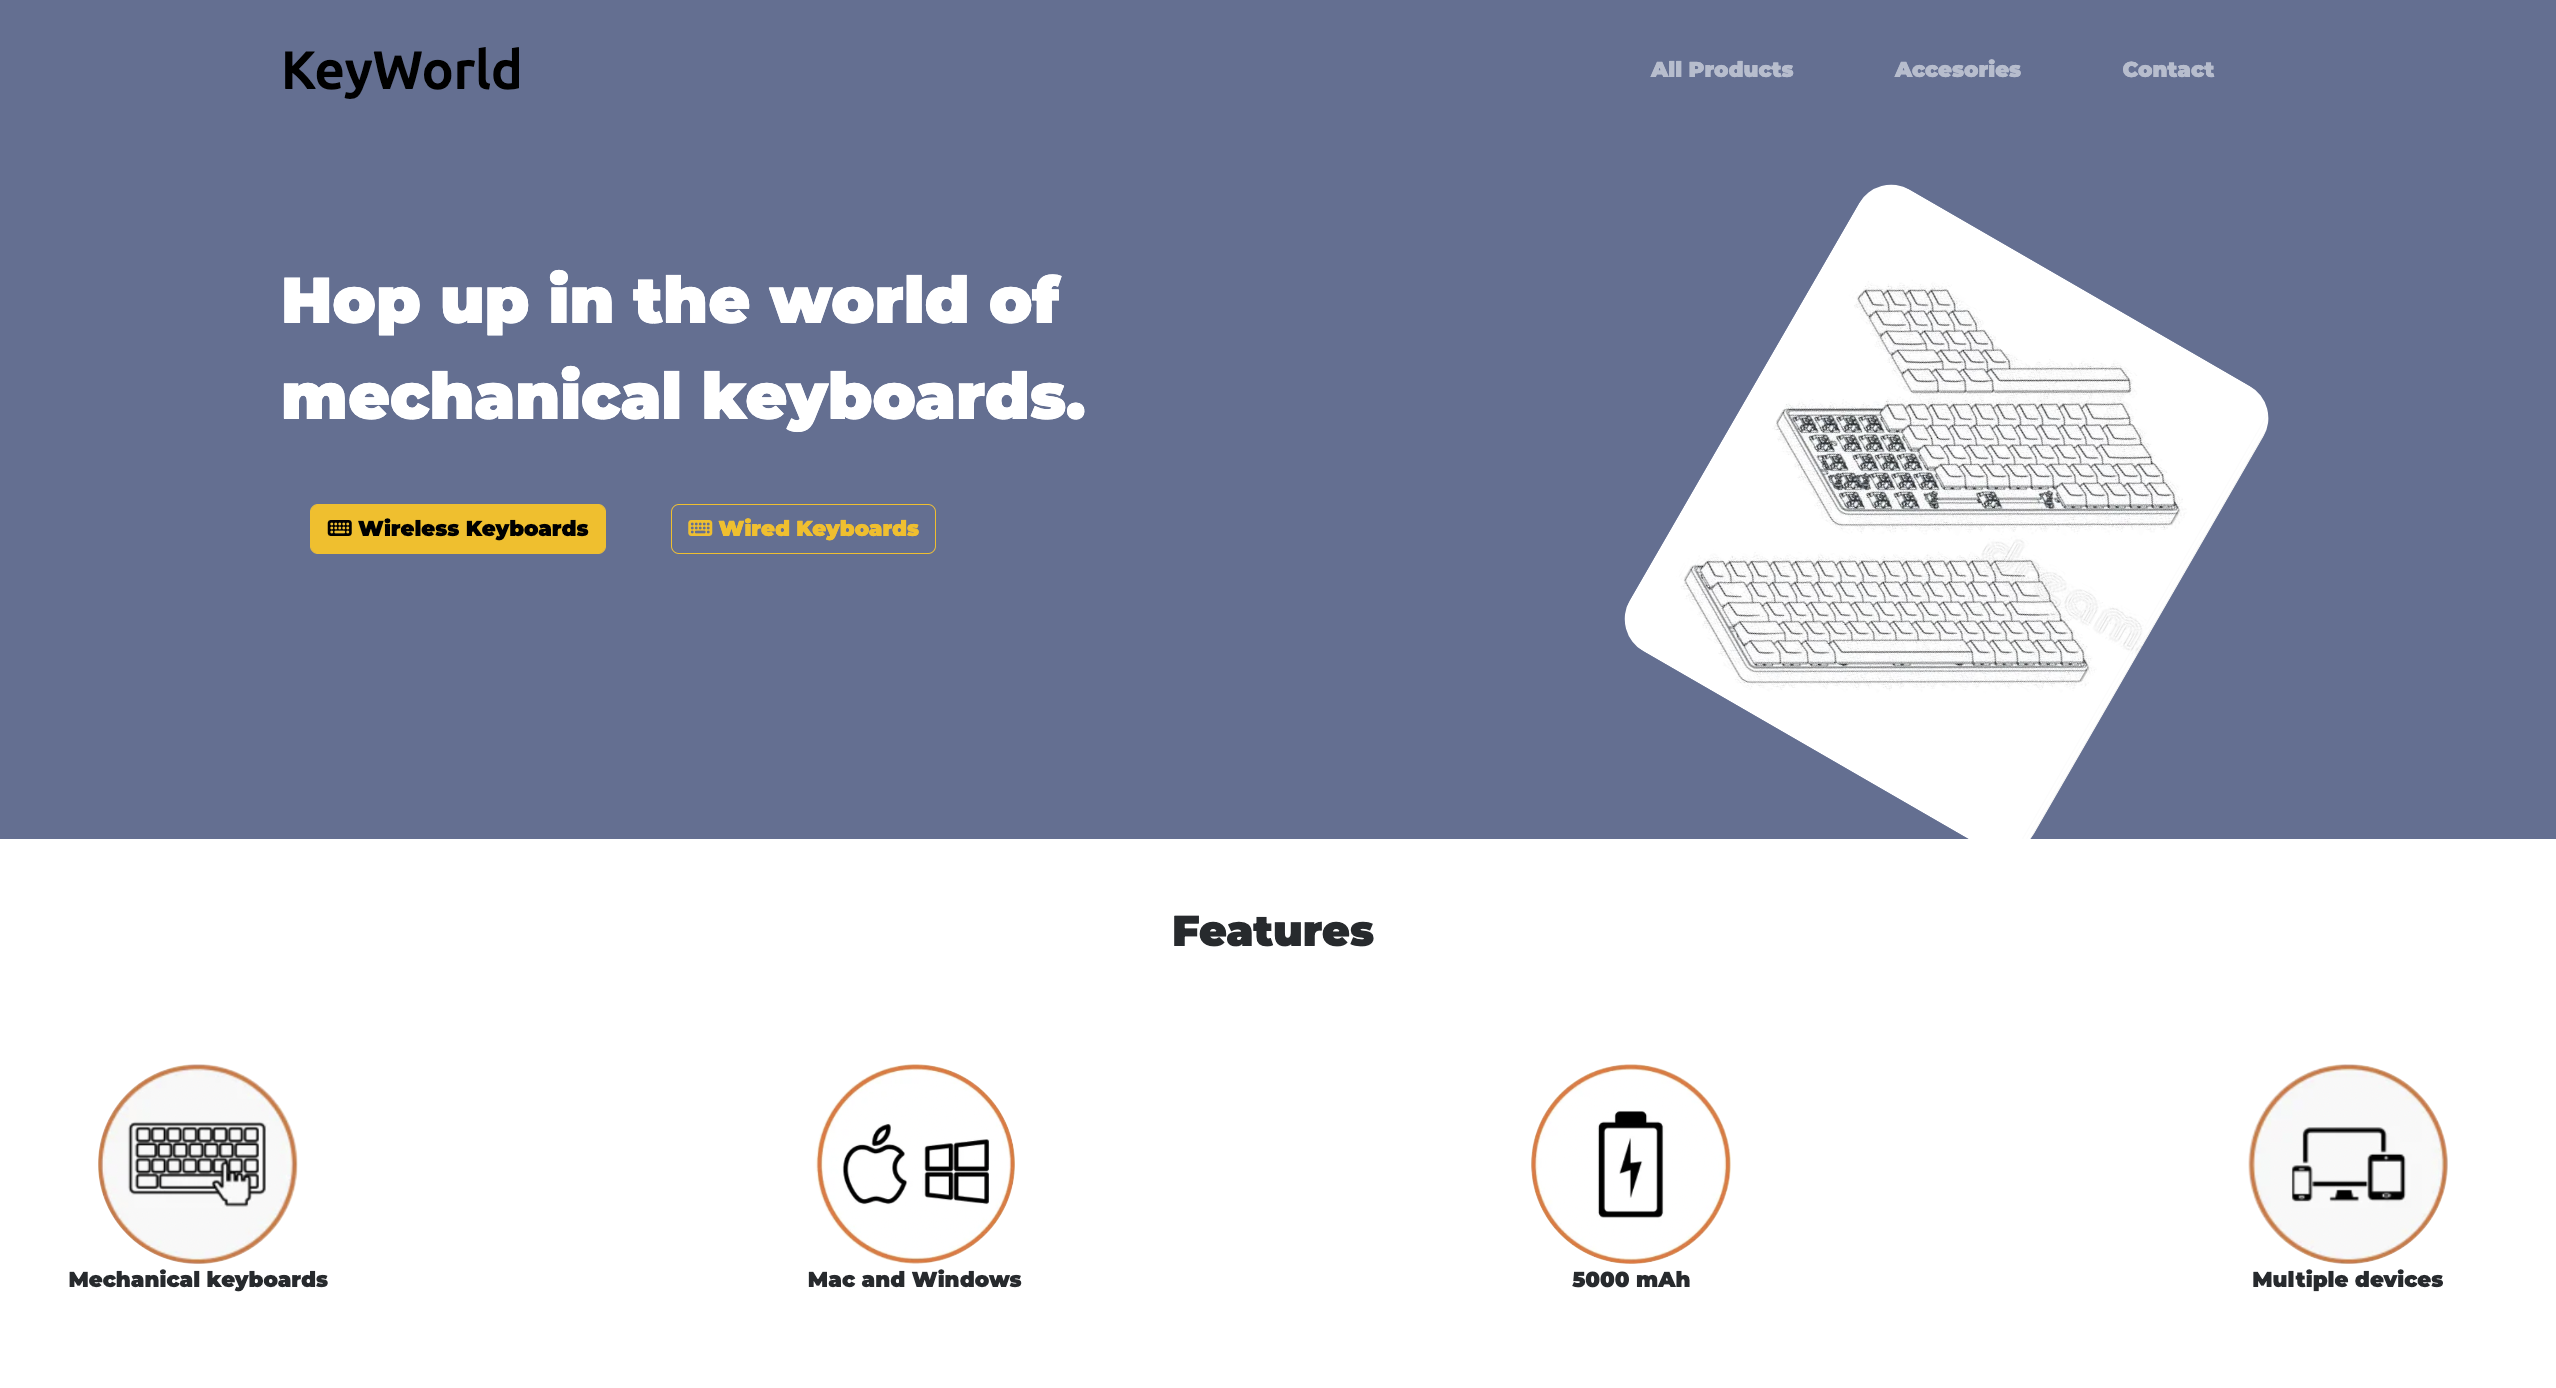 KeyWorld
All Products
Accesories
Contact
Hop up in the world of
mechanical keyboards.
Wireless Keyboards
Wired Keyboards
Features
Mechanical keyboards
Mac and Windows
5000 mAh
Multiple devices